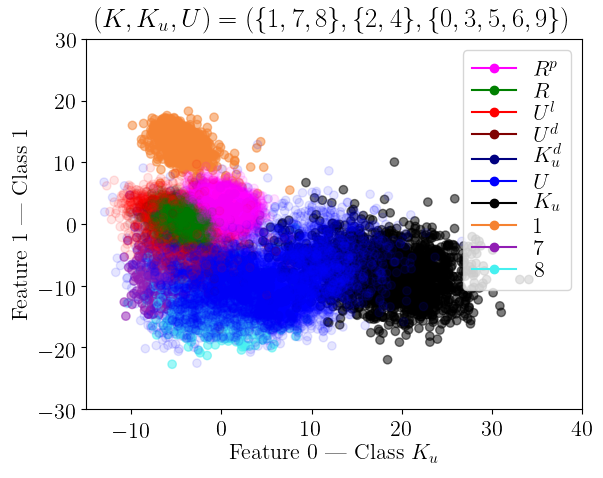 (K, K_u, U) = ({1, 7, 8}, {2, 4}, {0, 3, 5, 6, 9})
30
20
10
0
−10
−20
−30
Feature 1 — Class 1
R^p
R
U^l
U^d
K_u^d
U
K_u
1
7
8
−10 0 10 20 30 40
Feature 0 — Class K_u